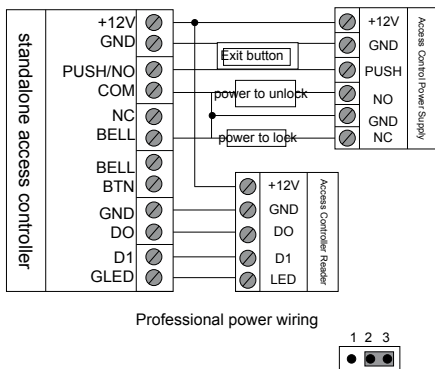 standalone access controller
+12V
GND
PUSH/NO
COM
NC
BELL
BELL
BTN
GND
DO
D1
GLED
Exit button
power to unlock
power to lock
+12V
GND
PUSH
NO
GND
NC
Access Control Power Supply
+12V
GND
DO
D1
LED
Access Controller Reader
Professional power wiring
1 2 3